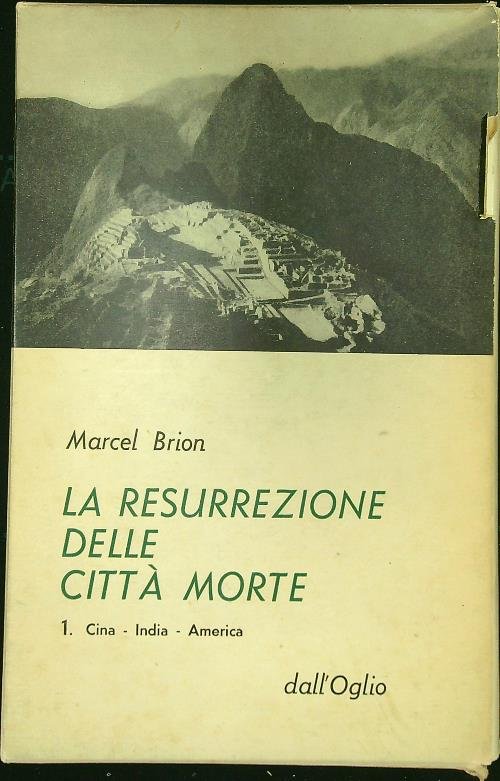 Marcel Brion
LA RESURREZIONE
DELLE
CITTÀ MORTE
1. Cina - India - America
dall'Oglio